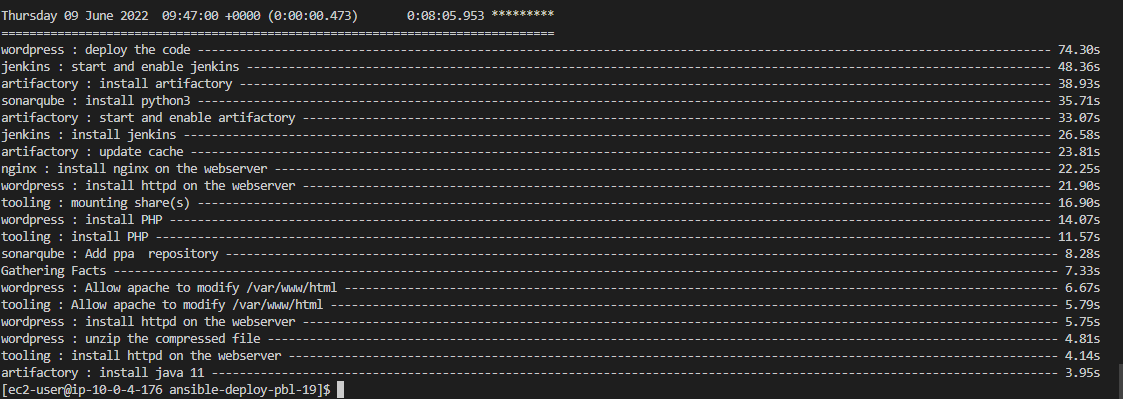 Thursday 09 June 2022  09:47:00 +0000 (0:00:00.473)       0:08:05.953 *********
===============================================================================
wordpress : deploy the code -------------------------------------------------------------------------------------------------------------------------- 74.30s
jenkins : start and enable jenkins ------------------------------------------------------------------------------------------------------------------- 48.36s
artifactory : install artifactory -------------------------------------------------------------------------------------------------------------------- 38.93s
sonarqube : install python3 -------------------------------------------------------------------------------------------------------------------------- 35.71s
artifactory : start and enable artifactory ----------------------------------------------------------------------------------------------------------- 33.07s
jenkins : install jenkins ---------------------------------------------------------------------------------------------------------------------------- 26.58s
artifactory : update cache --------------------------------------------------------------------------------------------------------------------------- 23.81s
nginx : install nginx on the webserver --------------------------------------------------------------------------------------------------------------- 22.25s
wordpress : install httpd on the webserver ----------------------------------------------------------------------------------------------------------- 21.90s
tooling : mounting share(s) -------------------------------------------------------------------------------------------------------------------------- 16.90s
wordpress : install PHP ------------------------------------------------------------------------------------------------------------------------------ 14.07s
tooling : install PHP -------------------------------------------------------------------------------------------------------------------------------- 11.57s
sonarqube : Add ppa  repository ----------------------------------------------------------------------------------------------------------------------- 8.28s
Gathering Facts --------------------------------------------------------------------------------------------------------------------------------------- 7.33s
wordpress : Allow apache to modify /var/www/html ------------------------------------------------------------------------------------------------------ 6.67s
tooling : Allow apache to modify /var/www/html -------------------------------------------------------------------------------------------------------- 5.79s
wordpress : install httpd on the webserver ------------------------------------------------------------------------------------------------------------ 5.75s
wordpress : unzip the compressed file ----------------------------------------------------------------------------------------------------------------- 4.81s
tooling : install httpd on the webserver -------------------------------------------------------------------------------------------------------------- 4.14s
artifactory : install java 11 ------------------------------------------------------------------------------------------------------------------------- 3.95s
[ec2-user@ip-10-0-4-176 ansible-deploy-pbl-19]$